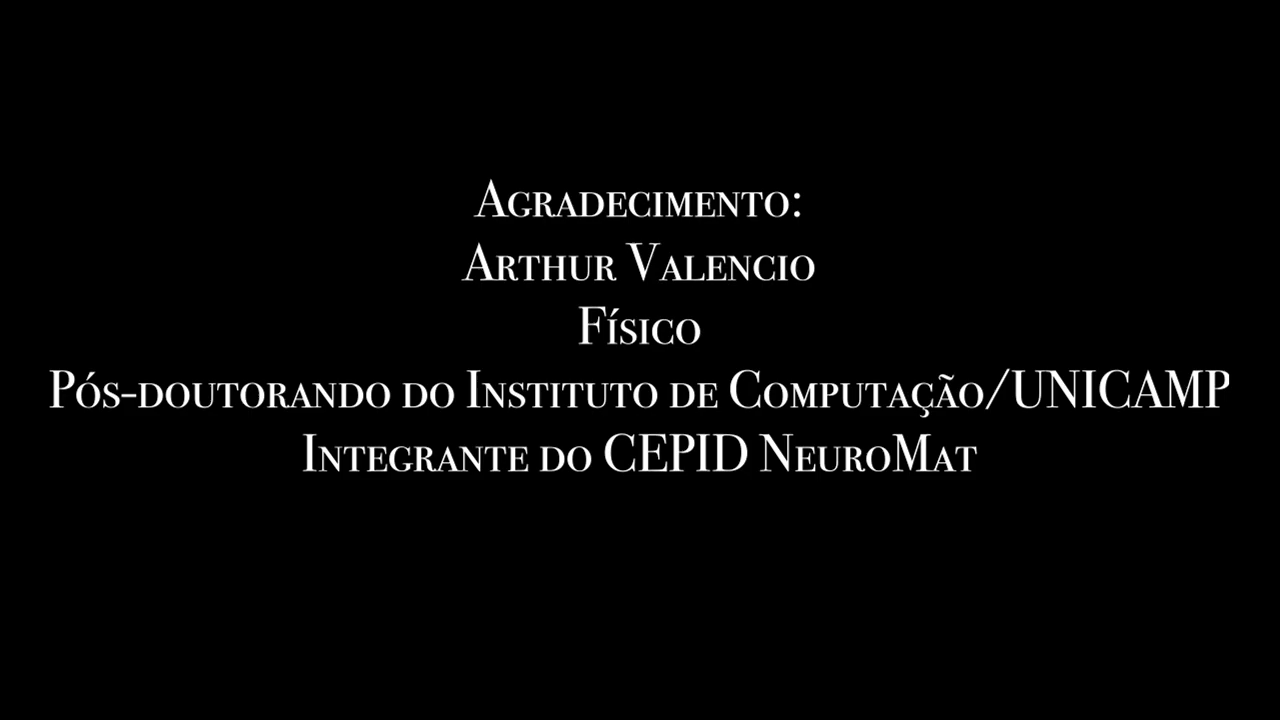 Agradecimento:
Arthur Valencio
Físico
Pós-doutorando do Instituto de Computação/UNICAMP
Integrante do CEPID NeuroMat